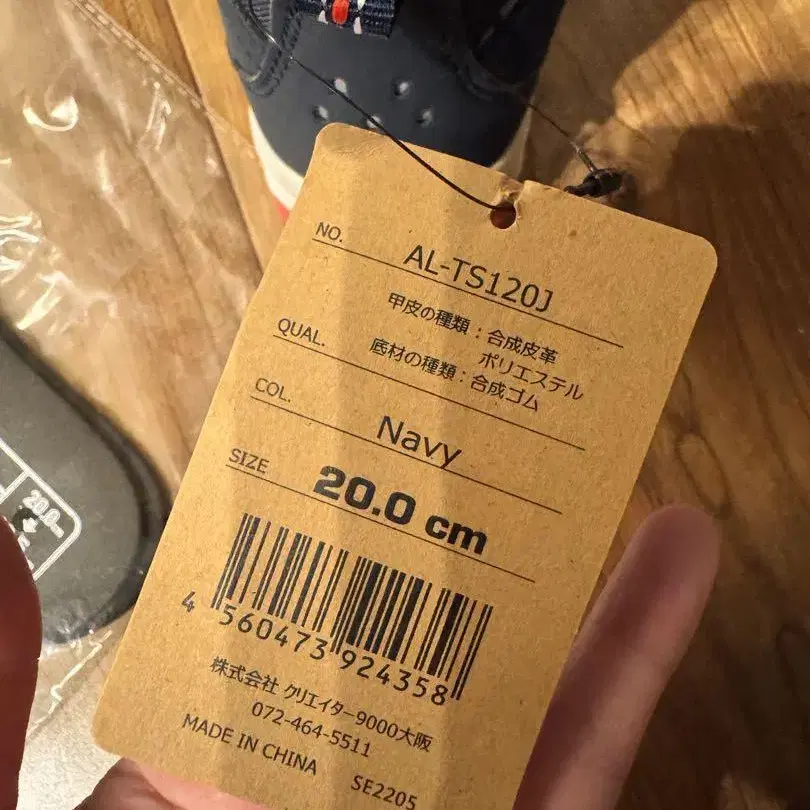 NO.
AL-TS120J
QUAL.
甲皮の種類：合成皮革
ポリエステル
底材の種類：合成ゴム
COL.
Navy
SIZE
20.0 cm
4 560473 924358
株式会社 クリエイター9000大阪
072-464-5511
MADE IN CHINA
SE2205
20.0